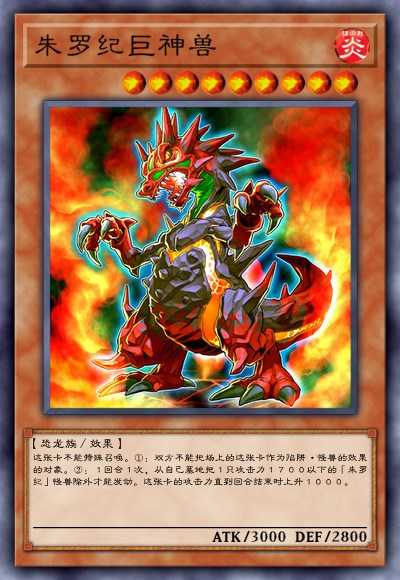 朱罗纪巨神兽
ほのお
炎
【恐龙族／效果】
这张卡不能特殊召唤。①：双方不能把场上的这张卡作为陷阱·怪兽的效果
的对象。②：1回合1次，从自己墓地把1只攻击力1700以下的「朱罗
纪」怪兽除外才能发动。这张卡的攻击力直到回合结束时上升1000。
ATK/3000 DEF/2800